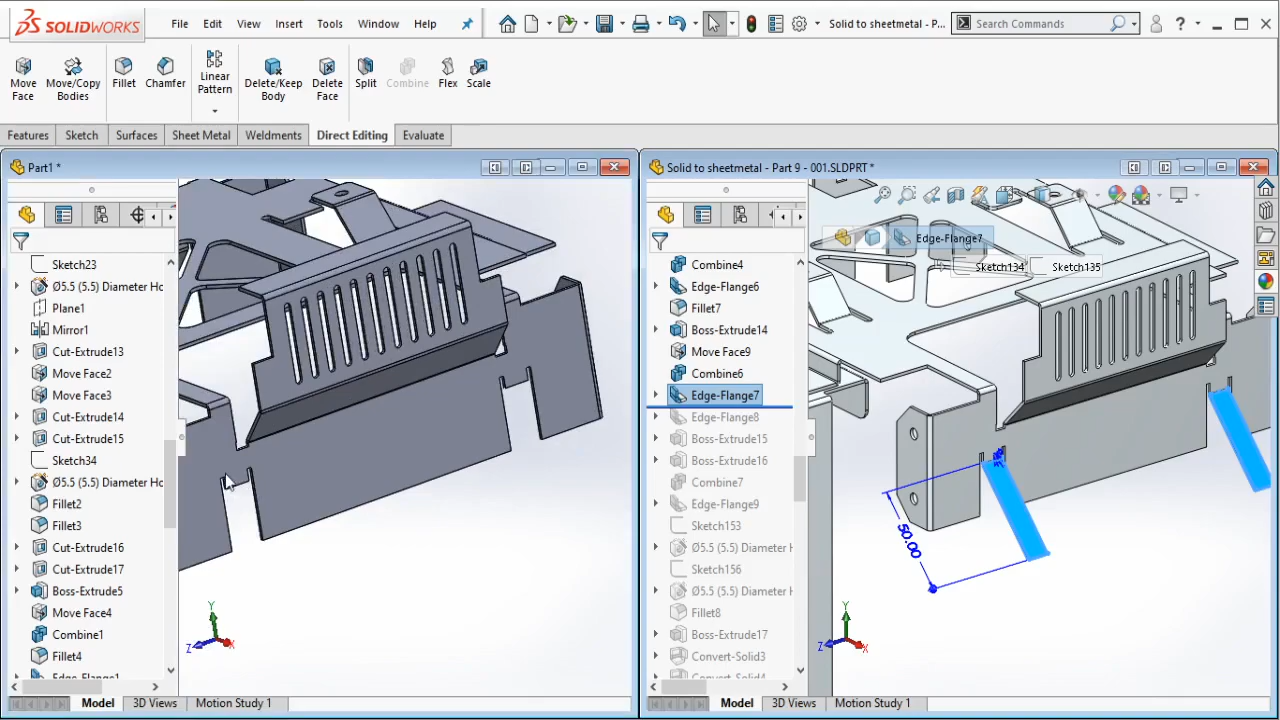 SOLIDWORKS File Edit View Insert Tools Window Help Solid to sheetmetal - P... Search Commands
Move Face Move/Copy Bodies Fillet Chamfer Linear Pattern Delete/Keep Body Delete Face Split Combine Flex Scale
Features Sketch Surfaces Sheet Metal Weldments Direct Editing Evaluate
Part1 *
Sketch23
Ø5.5 (5.5) Diameter Ho
Plane1
Mirror1
Cut-Extrude13
Move Face2
Move Face3
Cut-Extrude14
Cut-Extrude15
Sketch34
Ø5.5 (5.5) Diameter Ho
Fillet2
Fillet3
Cut-Extrude16
Cut-Extrude17
Boss-Extrude5
Move Face4
Combine1
Fillet4
Edge-Flange1
Y
Z X
Model 3D Views Motion Study 1
Solid to sheetmetal - Part 9 - 001.SLDPRT *
Combine4
Edge-Flange6
Fillet7
Boss-Extrude14
Move Face9
Combine6
Edge-Flange7
Edge-Flange8
Boss-Extrude15
Boss-Extrude16
Combine7
Edge-Flange9
Sketch153
Ø5.5 (5.5) Diameter H
Sketch156
Ø5.5 (5.5) Diameter H
Fillet8
Boss-Extrude17
Convert-Solid3
Convert-Solid4
Edge-Flange7
Sketch134 Sketch135
50.00
Y
Z X
Model 3D Views Motion Study 1